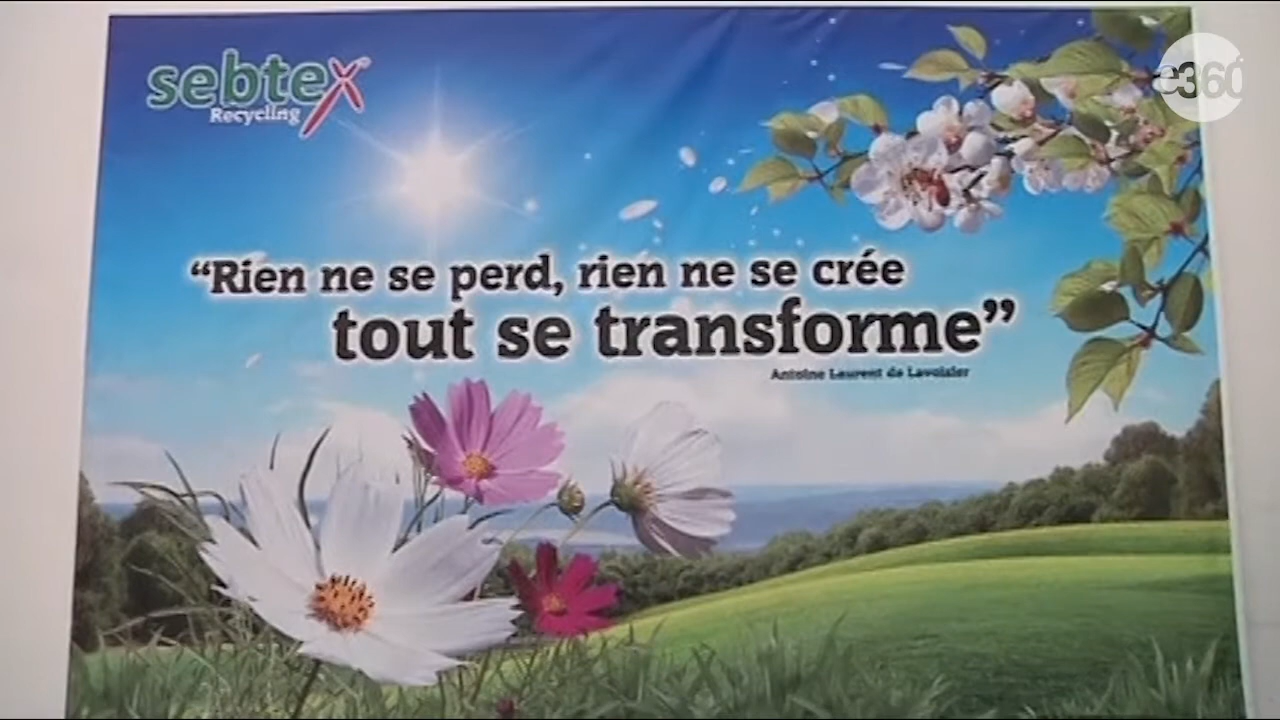 sebtex
Recycling
e360
“Rien ne se perd, rien ne se crée
tout se transforme”
Antoine Laurent de Lavoisier